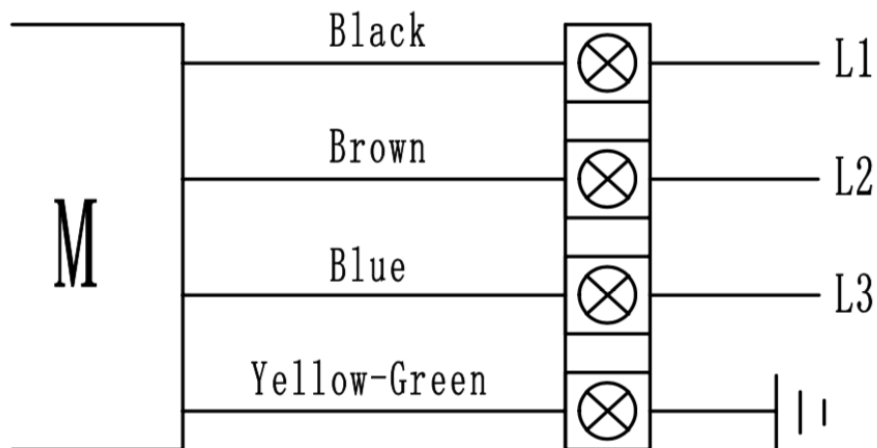 Black
L1
Brown
L2
M
Blue
L3
Yellow-Green